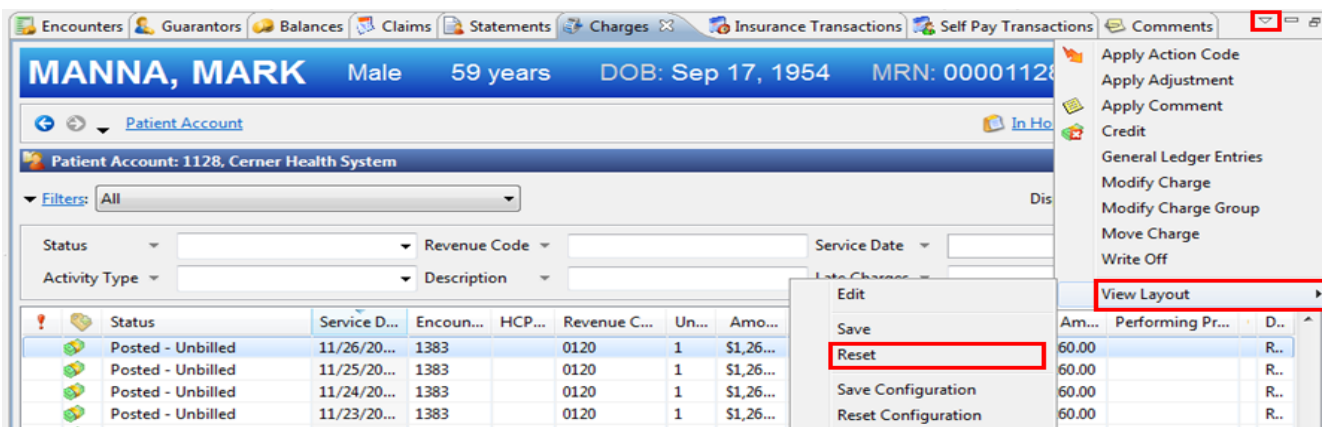 Encounters Guarantors Balances Claims Statements Charges Insurance Transactions Self Pay Transactions Comments
MANNA, MARK Male 59 years DOB: Sep 17, 1954 MRN: 00001128
Patient Account In Ho
Patient Account: 1128, Cerner Health System
Filters: All Dis
Status Revenue Code Service Date
Activity Type Description Late Charges
Apply Action Code
Apply Adjustment
Apply Comment
Credit
General Ledger Entries
Modify Charge
Modify Charge Group
Move Charge
Write Off
View Layout
Edit
Save
Reset
Save Configuration
Reset Configuration
Status Service D... Encoun... HCP... Revenue C... Un... Amo... Am... Performing Pr... D..
Posted - Unbilled 11/26/20... 1383 0120 1 $1,26... 60.00 R...
Posted - Unbilled 11/25/20... 1383 0120 1 $1,26... 60.00 R...
Posted - Unbilled 11/24/20... 1383 0120 1 $1,26... 60.00 R...
Posted - Unbilled 11/23/20... 1383 0120 1 $1,26... 60.00 R...